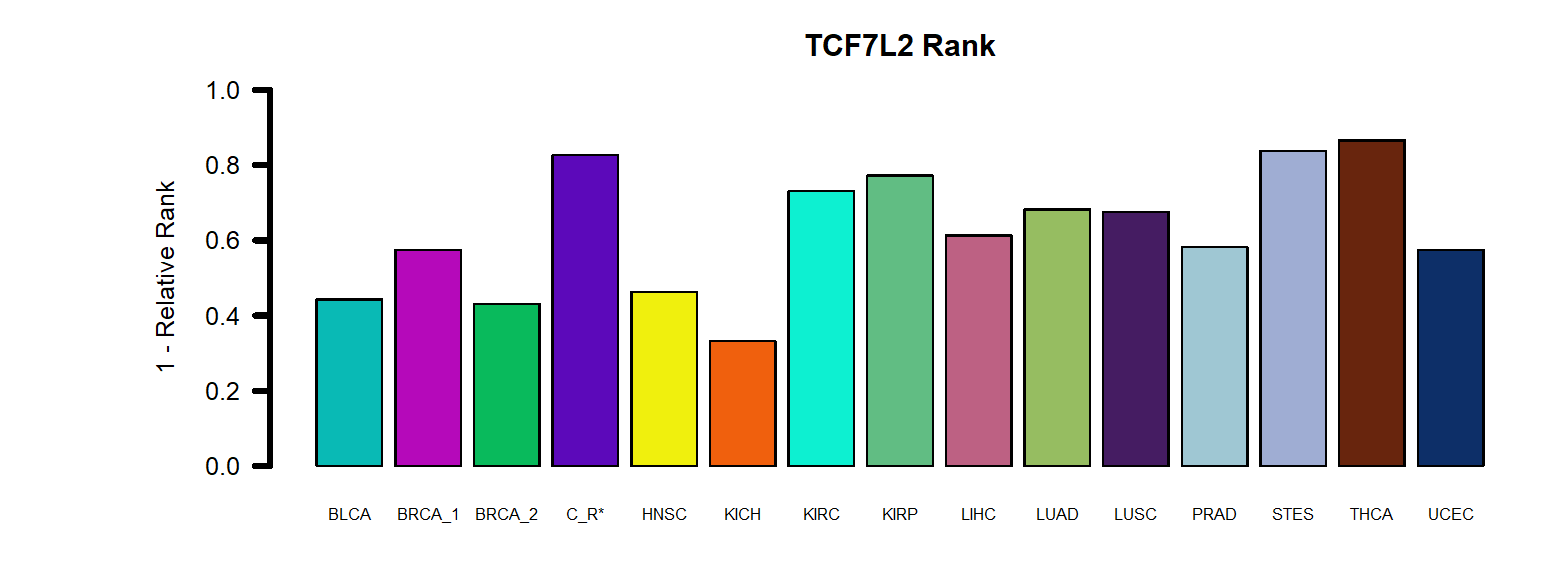 TCF7L2 Rank
1 - Relative Rank
1.0
0.8
0.6
0.4
0.2
0.0
BLCA BRCA_1 BRCA_2 C_R* HNSC KICH KIRC KIRP LIHC LUAD LUSC PRAD STES THCA UCEC